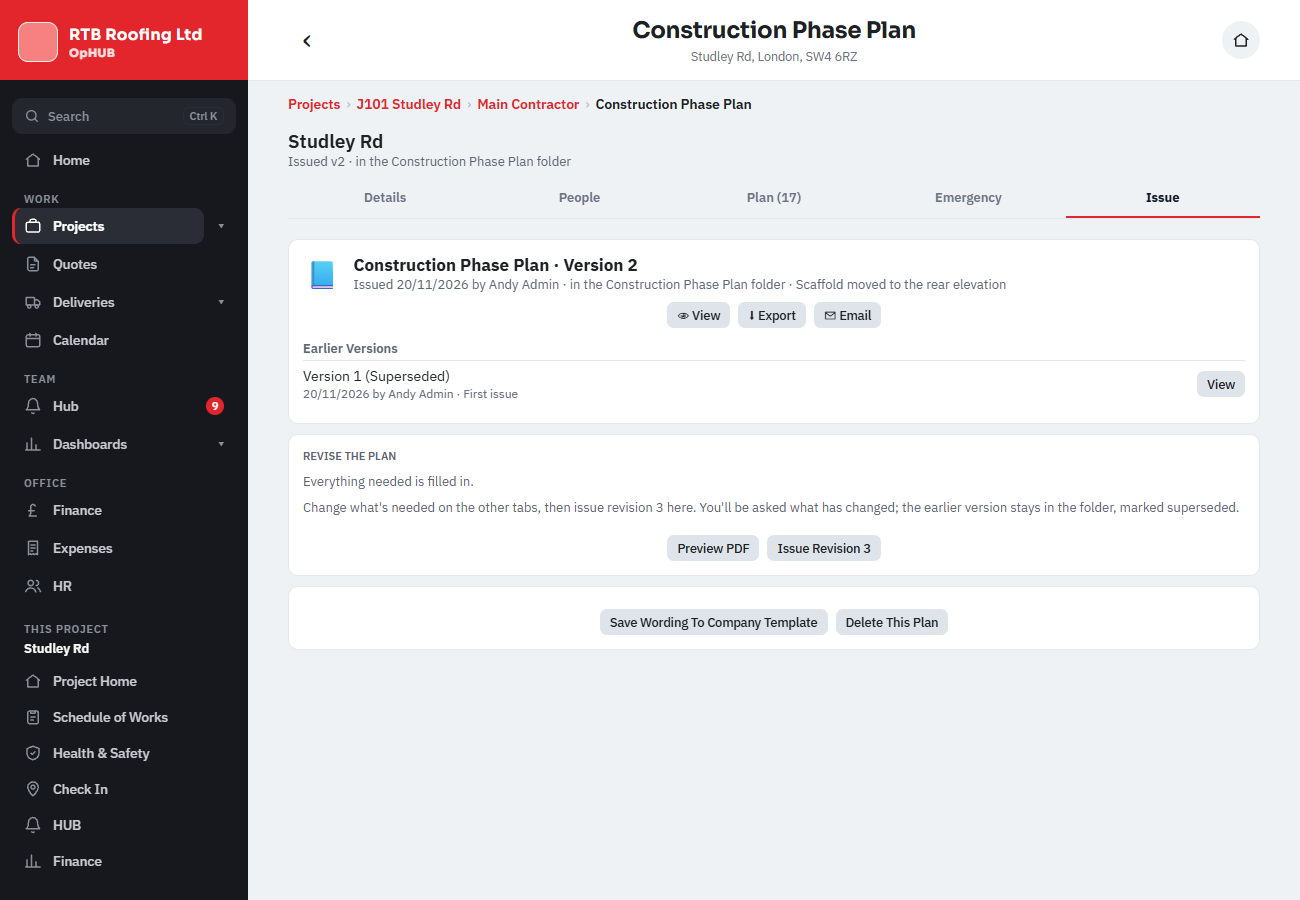 RTB Roofing Ltd
OpHUB
Search
Ctrl K
Home
WORK
Projects
Quotes
Deliveries
Calendar
TEAM
Hub
9
Dashboards
OFFICE
Finance
Expenses
HR
THIS PROJECT
Studley Rd
Project Home
Schedule of Works
Health & Safety
Check In
HUB
Finance
Construction Phase Plan
Studley Rd, London, SW4 6RZ
Projects › J101 Studley Rd › Main Contractor › Construction Phase Plan
Studley Rd
Issued v2 · in the Construction Phase Plan folder
Details
People
Plan (17)
Emergency
Issue
Construction Phase Plan · Version 2
Issued 20/11/2026 by Andy Admin · in the Construction Phase Plan folder · Scaffold moved to the rear elevation
View
Export
Email
Earlier Versions
Version 1 (Superseded)
20/11/2026 by Andy Admin · First issue
View
REVISE THE PLAN
Everything needed is filled in.
Change what's needed on the other tabs, then issue revision 3 here. You'll be asked what has changed; the earlier version stays in the folder, marked superseded.
Preview PDF
Issue Revision 3
Save Wording To Company Template
Delete This Plan